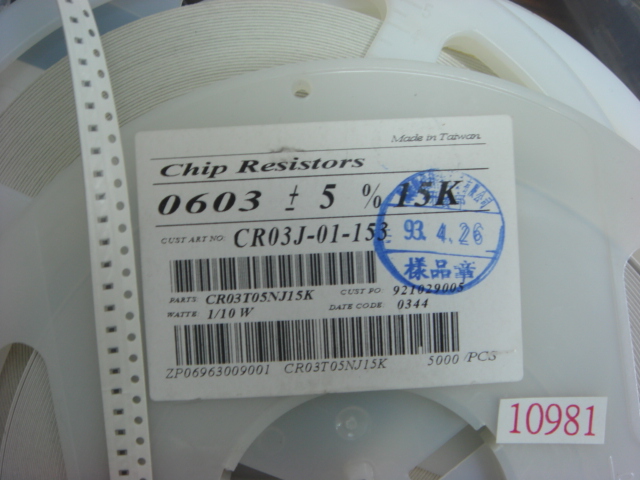 Made in Taiwan
Chip Resistors
0603 ± 5 % 15K
CUST ART NO: CR03J-01-153
93. 4. 26
樣品章
PARTS: CR03T05NJ15K CUST PO 921029005
WATTE: 1/10 W DATE CODE: 0344
ZP06963009001 CR03T05NJ15K 5000 /PCS
10981